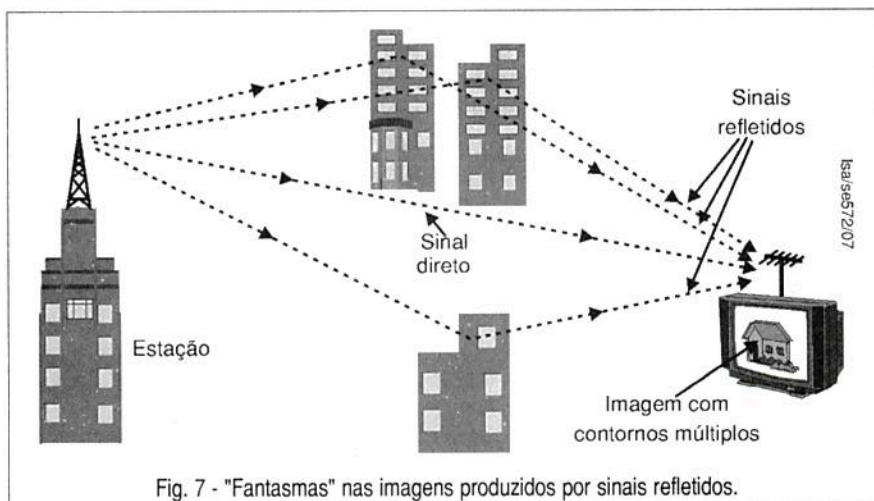 Sinais
refletidos
Isa/se572/07
Sinal
direto
Estação
Imagem com
contornos múltiplos
Fig. 7 - "Fantasmas" nas imagens produzidos por sinais refletidos.